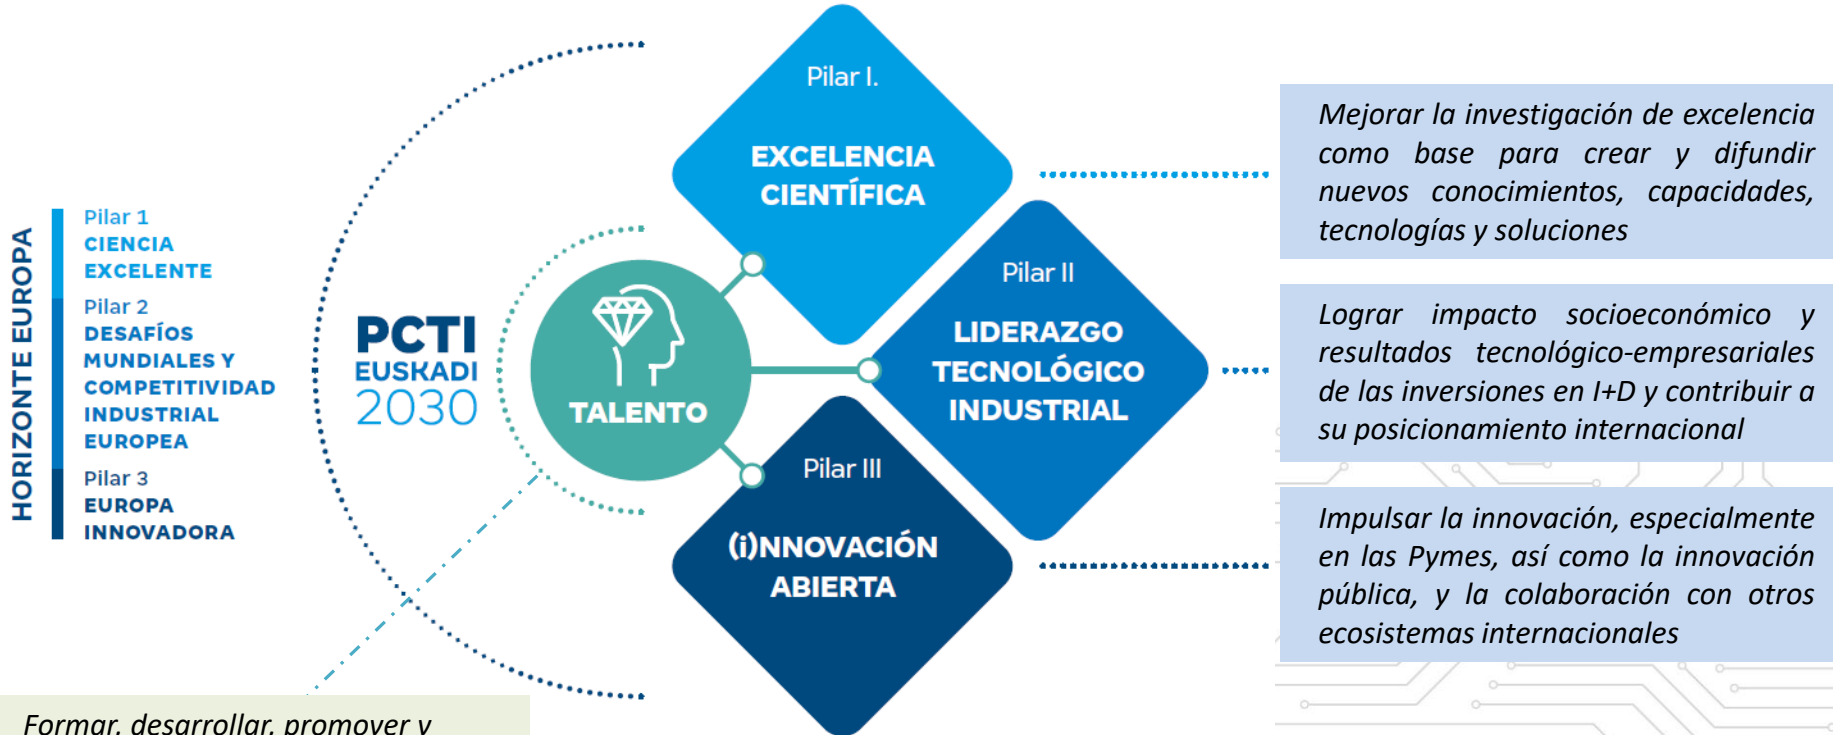 HORIZONTE EUROPA
Pilar 1
CIENCIA
EXCELENTE
Pilar 2
DESAFÍOS
MUNDIALES Y
COMPETITIVIDAD
INDUSTRIAL
EUROPEA
Pilar 3
EUROPA
INNOVADORA
PCTI
EUSKADI
2030
TALENTO
Pilar I.
EXCELENCIA
CIENTÍFICA
Pilar II
LIDERAZGO
TECNOLÓGICO
INDUSTRIAL
Pilar III
(i)NNOVACIÓN
ABIERTA
Mejorar la investigación de excelencia
como base para crear y difundir
nuevos conocimientos, capacidades,
tecnologías y soluciones
Lograr impacto socioeconómico y
resultados tecnológico-empresariales
de las inversiones en I+D y contribuir a
su posicionamiento internacional
Impulsar la innovación, especialmente
en las Pymes, así como la innovación
pública, y la colaboración con otros
ecosistemas internacionales
Formar, desarrollar, promover y